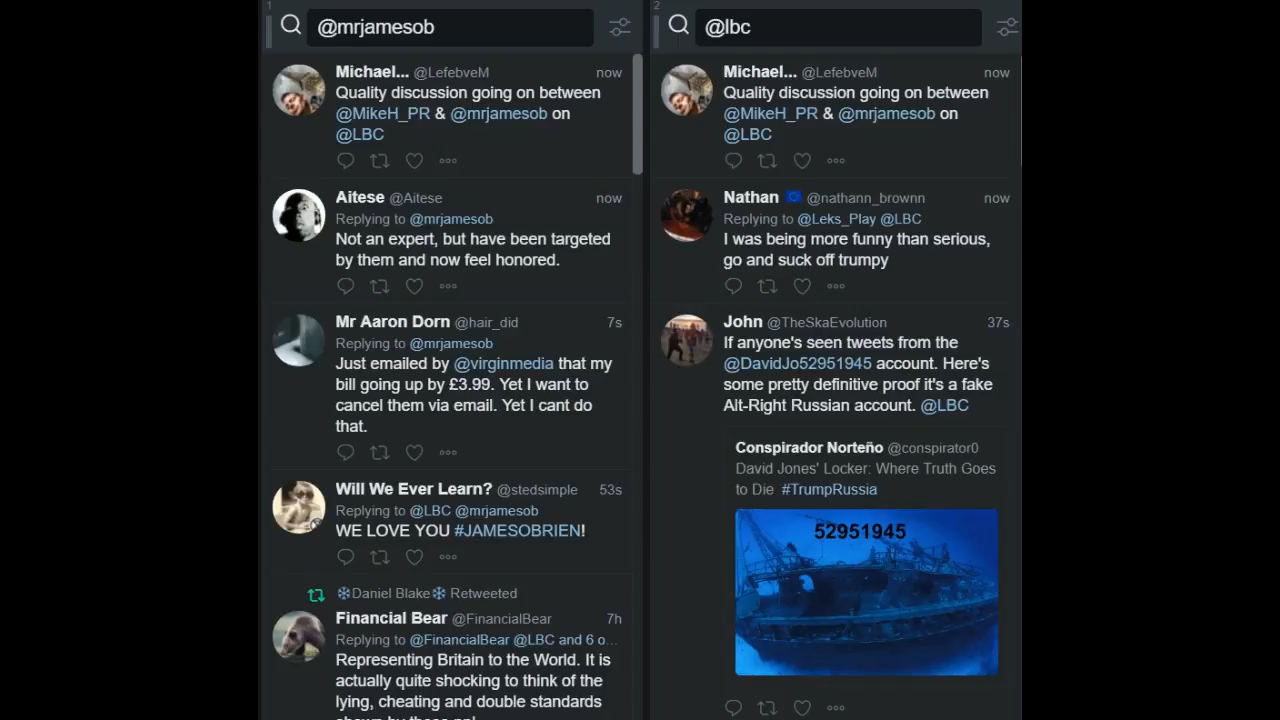 1
@mrjamesob
Michael... @LefebveM now
Quality discussion going on between
@MikeH_PR & @mrjamesob on
@LBC
Aitese @Aitese now
Replying to @mrjamesob
Not an expert, but have been targeted
by them and now feel honored.
Mr Aaron Dorn @hair_did 7s
Replying to @mrjamesob
Just emailed by @virginmedia that my
bill going up by £3.99. Yet I want to
cancel them via email. Yet I cant do
that.
Will We Ever Learn? @stedsimple 53s
Replying to @LBC @mrjamesob
WE LOVE YOU #JAMESOBRIEN!
❄Daniel Blake❄ Retweeted
Financial Bear @FinancialBear 7h
Replying to @FinancialBear @LBC and 6 o...
Representing Britain to the World. It is
actually quite shocking to think of the
lying, cheating and double standards
2
@lbc
Michael... @LefebveM now
Quality discussion going on between
@MikeH_PR & @mrjamesob on
@LBC
Nathan 🇪🇺 @nathann_brownn now
Replying to @Leks_Play @LBC
I was being more funny than serious,
go and suck off trumpy
John @TheSkaEvolution 37s
If anyone's seen tweets from the
@DavidJo52951945 account. Here's
some pretty definitive proof it's a fake
Alt-Right Russian account. @LBC
Conspirador Norteño @conspirator0
David Jones' Locker: Where Truth Goes
to Die #TrumpRussia
52951945